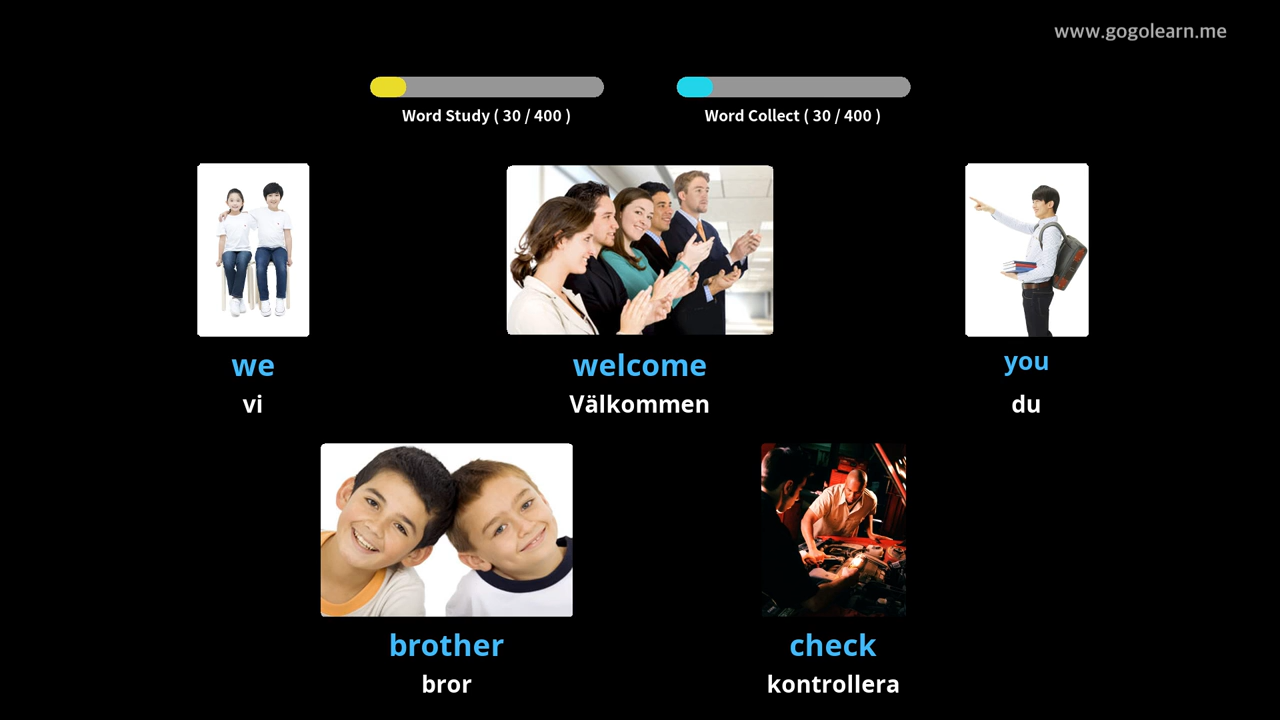 www.gogolearn.me
Word Study ( 30 / 400 )
Word Collect ( 30 / 400 )
we
vi
welcome
Välkommen
you
du
brother
bror
check
kontrollera